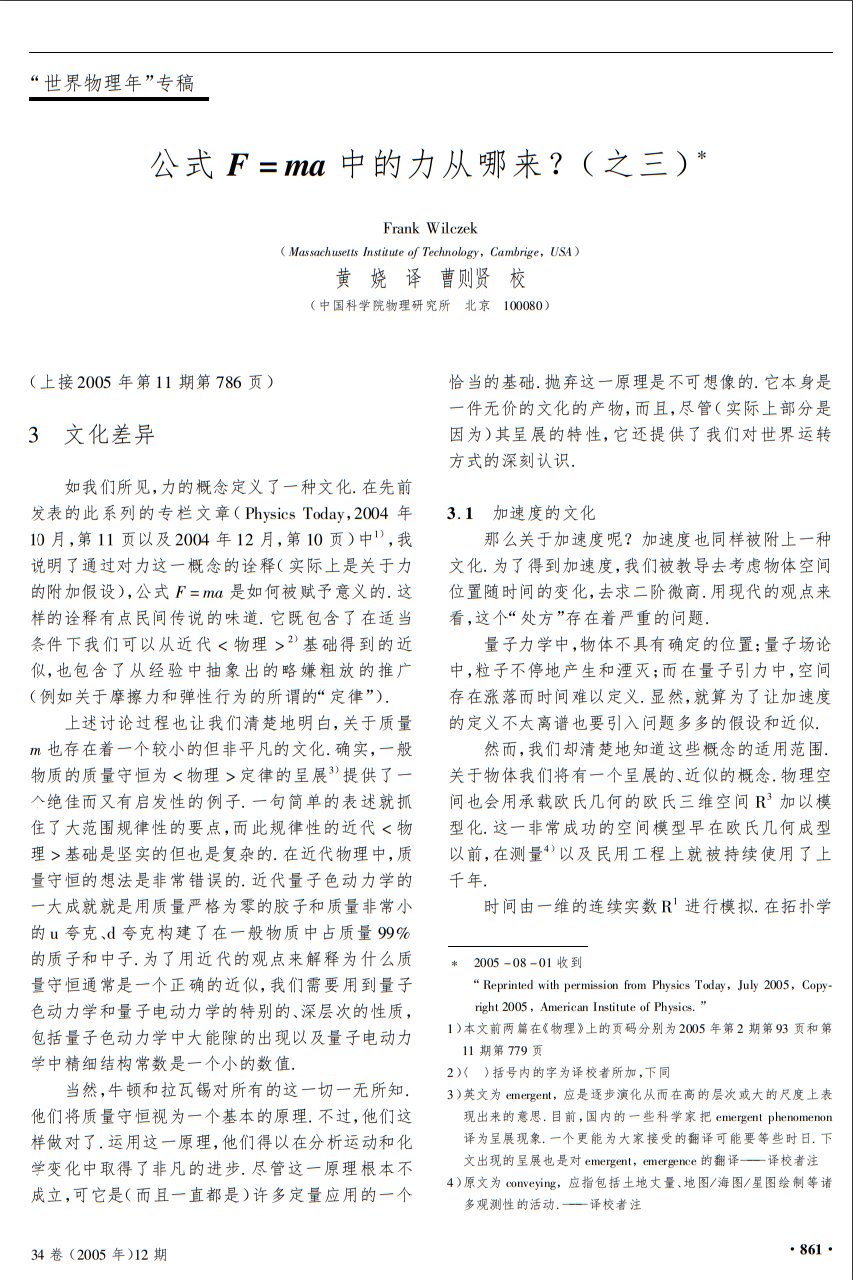 “世界物理年”专稿
公式 F = ma 中的力从哪来?(之三)*
Frank Wilczek
(Massachusetts Institute of Technology, Cambrige, USA)
黄 娆 译 曹则贤 校
(中国科学院物理研究所 北京 100080)
(上接 2005 年第 11 期第 786 页)
3 文化差异
如我们所见,力的概念定义了一种文化.在先前
发表的此系列的专栏文章(Physics Today,2004 年
10 月,第 11 页以及 2004 年 12 月,第 10 页)中1),我
说明了通过对力这一概念的诠释(实际上是关于力
的附加假设),公式 F = ma 是如何被赋予意义的.这
样的诠释有点民间传说的味道.它既包含了在适当
条件下我们可以从近代<物理>2)基础得到的近
似,也包含了从经验中抽象出的略嫌粗放的推广
(例如关于摩擦力和弹性行为的所谓的“定律”).
上述讨论过程也让我们清楚地明白,关于质量
m 也存在着一个较小的但非平凡的文化.确实,一般
物质的质量守恒为<物理>定律的呈展3)提供了一
个绝佳而又有启发性的例子.一句简单的表述就抓
住了大范围规律性的要点,而此规律性的近代<物
理>基础是坚实的但也是复杂的.在近代物理中,质
量守恒的想法是非常错误的.近代量子色动力学的
一大成就就是用质量严格为零的胶子和质量非常小
的 u 夸克、d 夸克构建了在一般物质中占质量 99%
的质子和中子.为了用近代的观点来解释为什么质
量守恒通常是一个正确的近似,我们需要用到量子
色动力学和量子电动力学的特别的、深层次的性质,
包括量子色动力学中大能隙的出现以及量子电动力
学中精细结构常数是一个小的数值.
当然,牛顿和拉瓦锡对所有的这一切一无所知.
他们将质量守恒视为一个基本的原理.不过,他们这
样做对了.运用这一原理,他们得以在分析运动和化
学变化中取得了非凡的进步.尽管这一原理根本不
成立,可它是(而且一直都是)许多定量应用的一个
恰当的基础.抛弃这一原理是不可想像的.它本身是
一件无价的文化的产物,而且,尽管(实际上部分是
因为)其呈展的特性,它还提供了我们对世界运转
方式的深刻认识.
3.1 加速度的文化
那么关于加速度呢?加速度也同样被附上一种
文化.为了得到加速度,我们被教导去考虑物体空间
位置随时间的变化,去求二阶微商.用现代的观点来
看,这个“处方”存在着严重的问题.
量子力学中,物体不具有确定的位置;量子场论
中,粒子不停地产生和湮灭;而在量子引力中,空间
存在涨落而时间难以定义.显然,就算为了让加速度
的定义不太离谱也要引入问题多多的假设和近似.
然而,我们却清楚地知道这些概念的适用范围.
关于物体我们将有一个呈展的、近似的概念.物理空
间也会用承载欧氏几何的欧氏三维空间 R3 加以模
型化.这一非常成功的空间模型早在欧氏几何成型
以前,在测量4)以及民用工程上就被持续使用了上
千年.
时间由一维的连续实数 R1 进行模拟.在拓扑学
* 2005-08-01 收到
“Reprinted with permission from Physics Today, July 2005, Copy-
right 2005, American Institute of Physics.”
1)本文前两篇在《物理》上的页码分别为 2005 年第 2 期第 93 页和第
11 期第 779 页
2)〈 〉括号内的字为译校者所加,下同
3)英文为 emergent,应是逐步演化从而在高的层次或大的尺度上表
现出来的意思.目前,国内的一些科学家把 emergent phenomenon
译为呈展现象.一个更能为大家接受的翻译可能要等些时日.下
文出现的呈展也是对 emergent, emergence 的翻译——译校者注
4)原文为 conveying,应指包括土地丈量、地图/海图/星图绘制等诸
多观测性的活动.——译校者注
34 卷(2005 年)12 期
· 861 ·